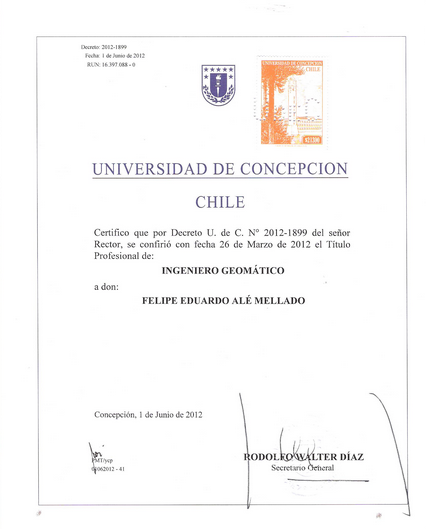 Decreto: 2012-1899
Fecha: 1 de Junio de 2012
RUN: 16.397.088 - 0
UNIVERSIDAD DE CONCEPCION
CHILE
UNIVERSIDAD DE CONCEPCION
CHILE
Certifico que por Decreto U. de C. N° 2012-1899 del señor
Rector, se confirió con fecha 26 de Marzo de 2012 el Título
Profesional de:
INGENIERO GEOMÁTICO
a don:
FELIPE EDUARDO ALÉ MELLADO
Concepción, 1 de Junio de 2012
PMT/ycp
01062012 - 41
RODOLFO WALTER DÍAZ
Secretario General